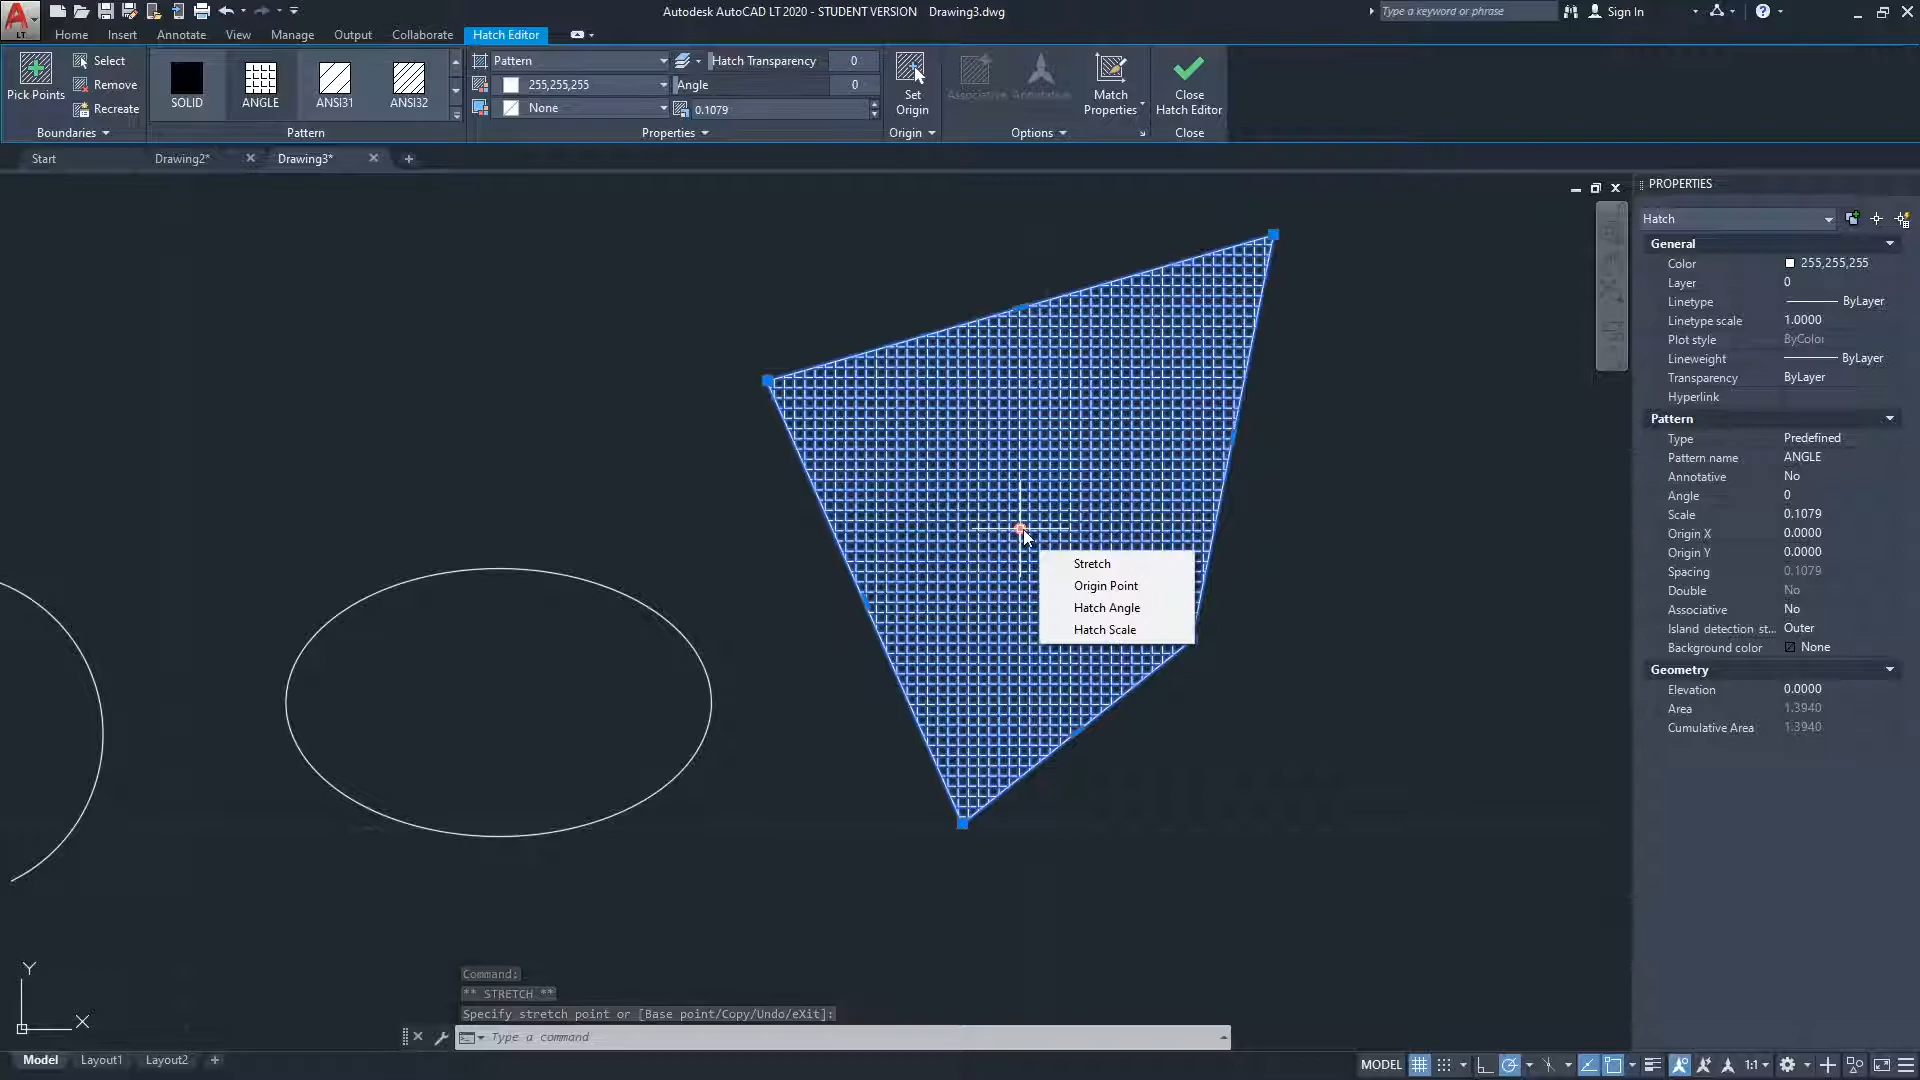 Autodesk AutoCAD LT 2020 - STUDENT VERSION Drawing3.dwg
Type a keyword or phrase
Sign In
LT
Home Insert Annotate View Manage Output Collaborate Hatch Editor
Pick Points
Select
Remove
Recreate
Boundaries
SOLID ANGLE ANSI31 ANSI32
Pattern
Pattern
255,255,255
None
Hatch Transparency 0
Angle 0
0.1079
Properties
Set
Origin
Origin
Associative
Annotative
Match
Properties
Options
Close
Hatch Editor
Close
Start Drawing2* Drawing3*
PROPERTIES
Hatch
General
Color 255,255,255
Layer 0
Linetype ByLayer
Linetype scale 1.0000
Plot style ByColor
Lineweight ByLayer
Transparency ByLayer
Hyperlink
Pattern
Type Predefined
Pattern name ANGLE
Annotative No
Angle 0
Scale 0.1079
Origin X 0.0000
Origin Y 0.0000
Spacing 0.1079
Double No
Associative No
Island detection st... Outer
Background color None
Geometry
Elevation 0.0000
Area 1.3940
Cumulative Area 1.3940
Stretch
Origin Point
Hatch Angle
Hatch Scale
Y
X
Command:
** STRETCH **
Specify stretch point or [Base point/Copy/Undo/eXit]:
Type a command
Model Layout1 Layout2
MODEL 1:1